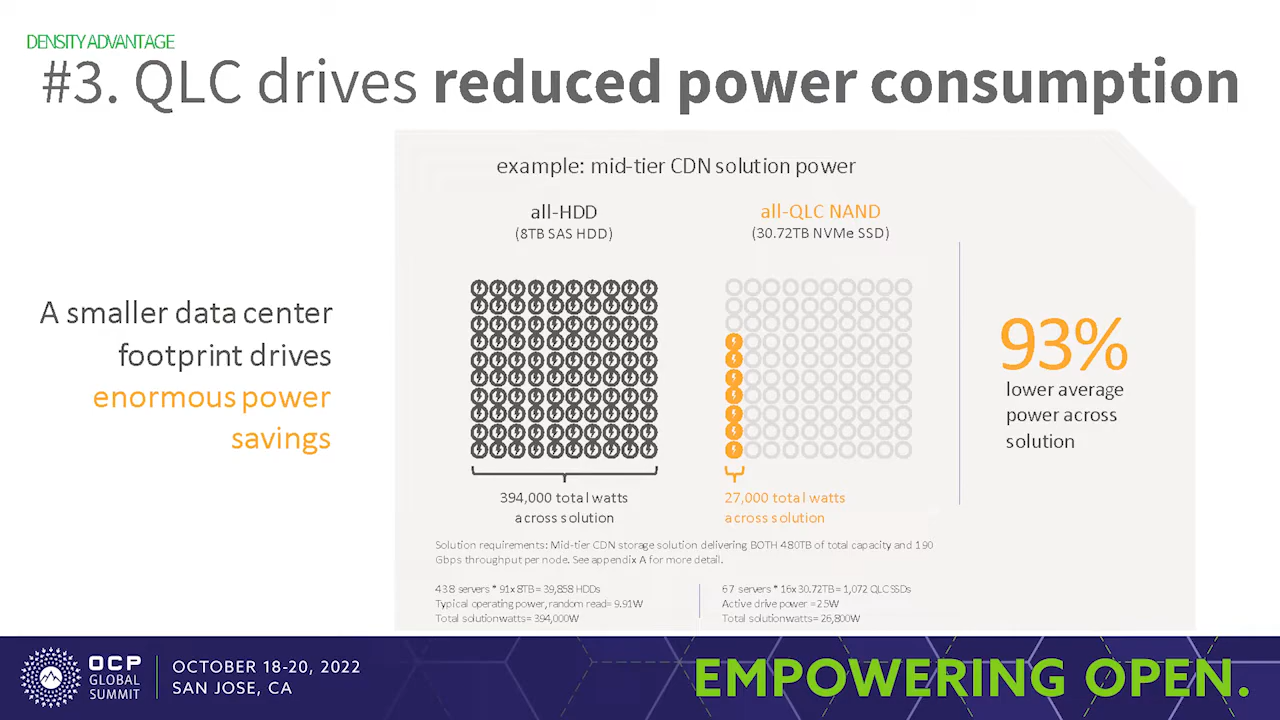 DENSITY ADVANTAGE
#3. QLC drives reduced power consumption
A smaller data center
footprint drives
enormous power
savings
example: mid-tier CDN solution power
all-HDD
(8TB SAS HDD)
all-QLC NAND
(30.72TB NVMe SSD)
394,000 total watts
across solution
27,000 total watts
across solution
93%
lower average
power across
solution
Solution requirements: Mid-tier CDN storage solution delivering BOTH 480TB of total capacity and 190
Gbps throughput per node. See appendix A for more detail.
438 servers * 91x 8TB= 39,858 HDDs
Typical operating power, random read= 9.91W
Total solution watts= 394,000W
67 servers * 16x 30.72TB= 1,072 QLC SSDs
Active drive power =25W
Total solution watts= 26,800W
OCP
GLOBAL
SUMMIT
OCTOBER 18-20, 2022
SAN JOSE, CA
EMPOWERING OPEN.